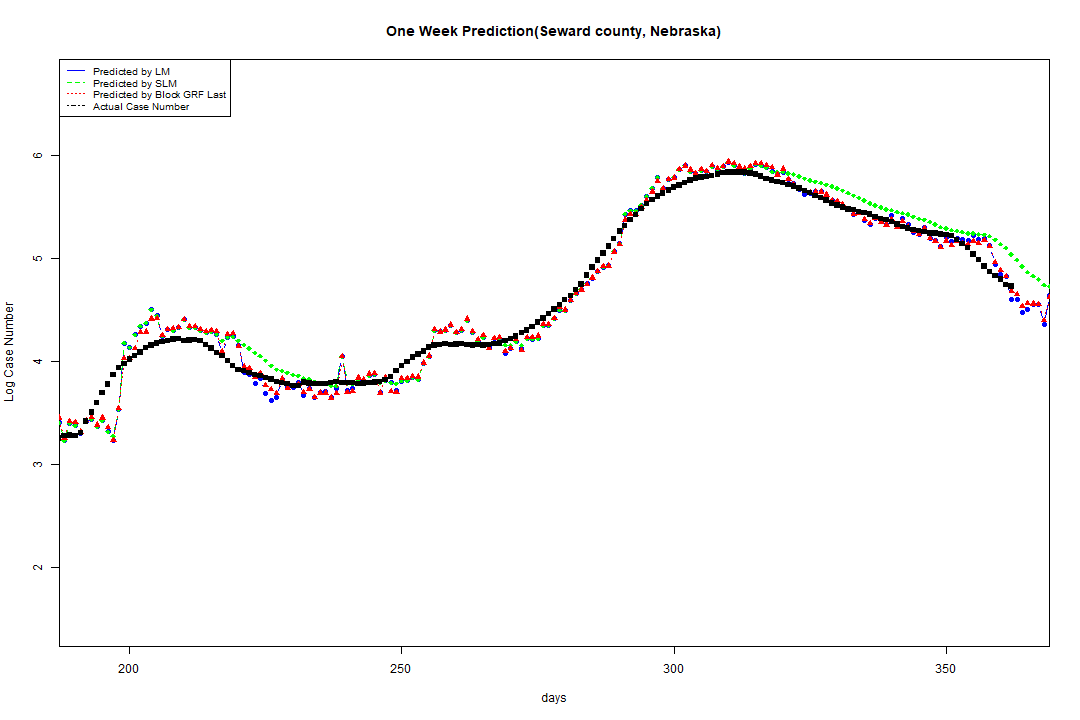 One Week Prediction(Seward county, Nebraska)
Predicted by LM
Predicted by SLM
Predicted by Block GRF Last
Actual Case Number
Log Case Number
6
5
4
3
2
200
250
300
350
days